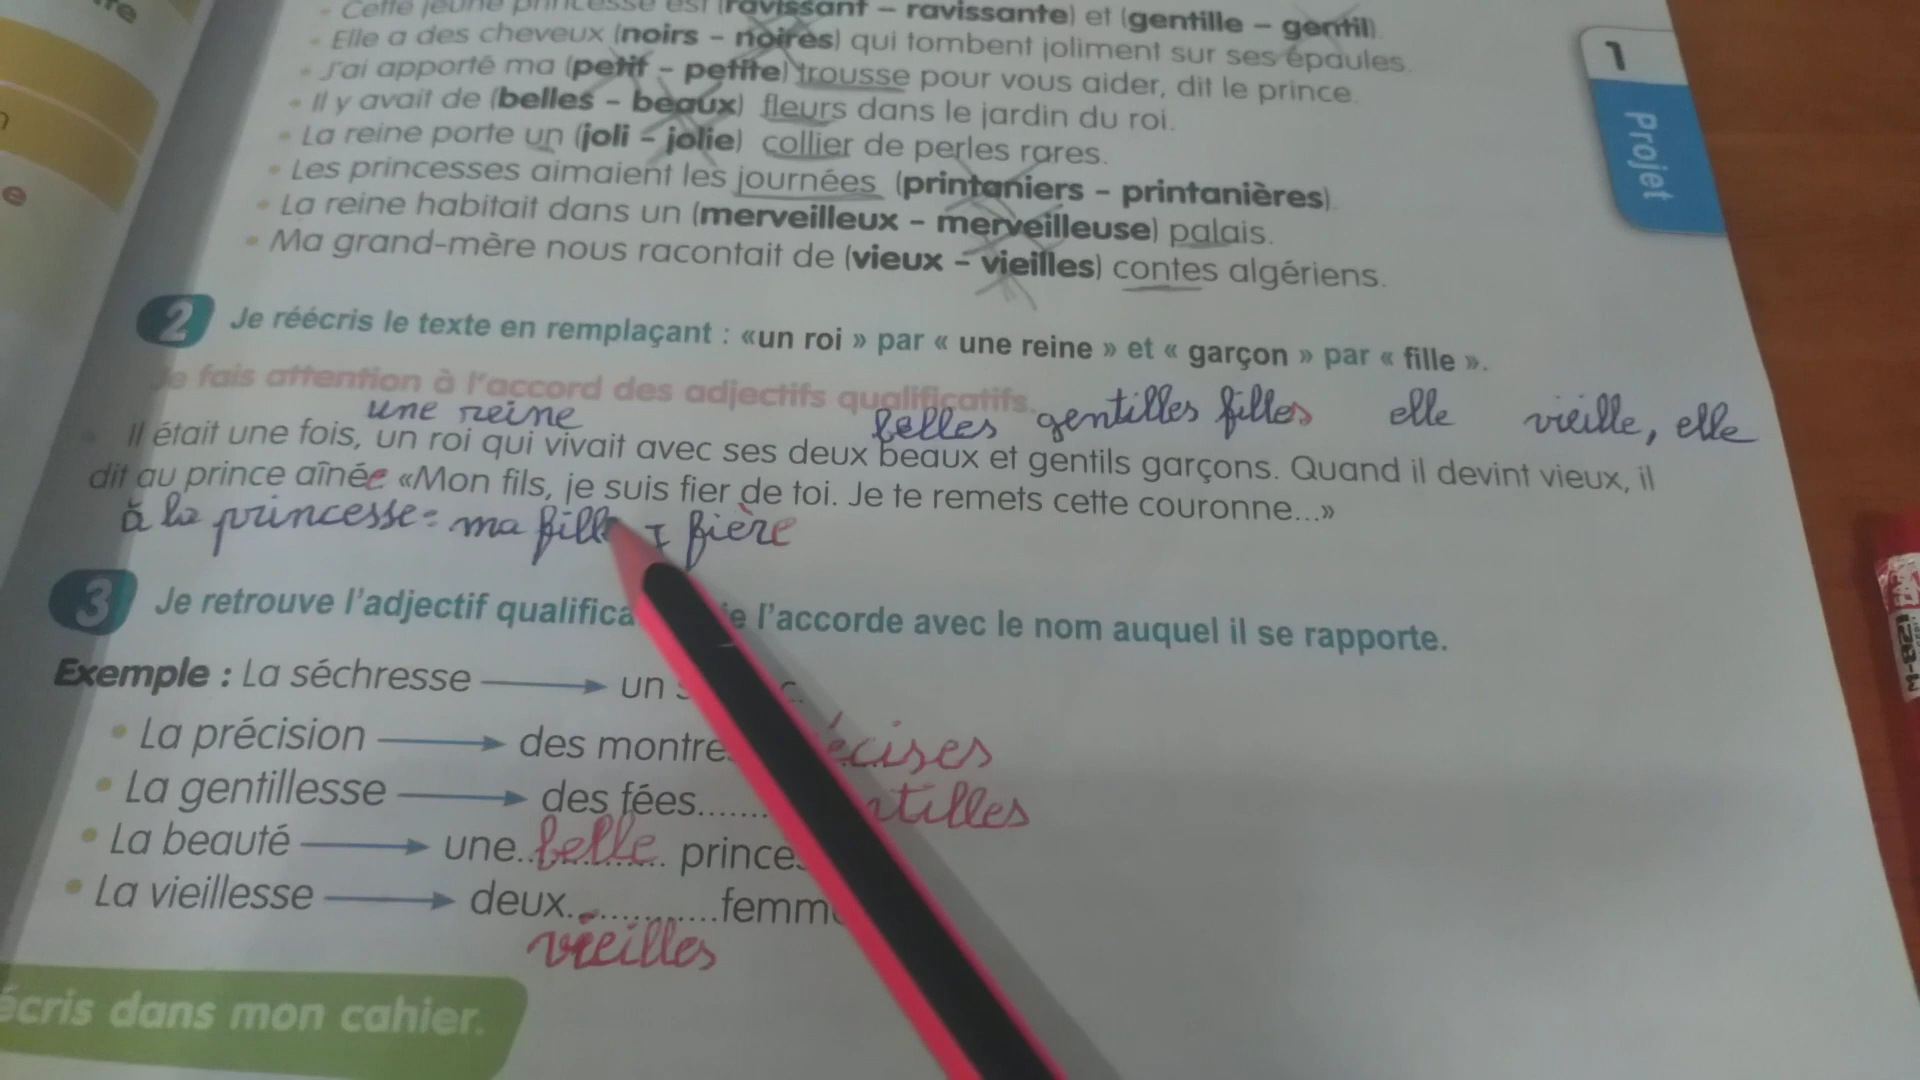 Cette jeune princesse est (ravissant – ravissante) et (gentille – gentil).
Elle a des cheveux (noirs – noires) qui tombent joliment sur ses épaules.
J'ai apporté ma (petit – petite) trousse pour vous aider, dit le prince.
Il y avait de (belles – beaux) fleurs dans le jardin du roi.
La reine porte un (joli – jolie) collier de perles rares.
Les princesses aimaient les journées (printaniers – printanières).
La reine habitait dans un (merveilleux – merveilleuse) palais.
Ma grand-mère nous racontait de (vieux – vieilles) contes algériens.
1
Projet
2 Je réécris le texte en remplaçant : «un roi » par « une reine » et « garçon » par « fille ».
Je fais attention à l'accord des adjectifs qualificatifs.
une reine belles gentilles filles elle vieille, elle
Il était une fois, un roi qui vivait avec ses deux beaux et gentils garçons. Quand il devint vieux, il
dit au prince aînée «Mon fils, je suis fier de toi. Je te remets cette couronne...»
à la princesse: ma fille fière
3 Je retrouve l'adjectif l'accorde avec le nom auquel il se rapporte.
Exemple : La séchresse → un
La précision → des
La gentillesse → des fées
La beauté → une belle
La vieillesse → deux
vieilles
écris dans mon cahier.